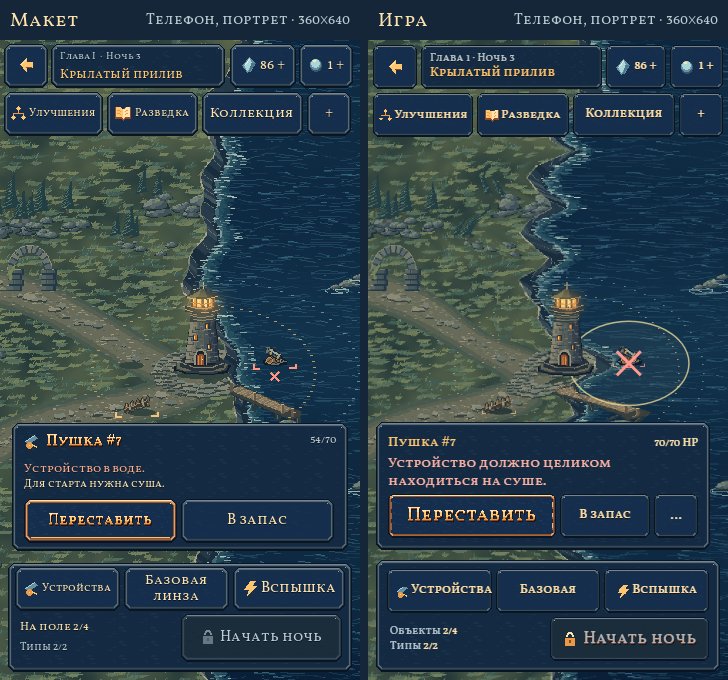 Макет
Телефон, портрет · 360×640
Глава I · Ночь 3
Крылатый прилив
86 +
1 +
Улучшения
Разведка
Коллекция
+
Пушка #7
54/70
Устройство в воде.
Для старта нужна суша.
Переставить
В запас
Устройства
Базовая
линза
Вспышка
На поле 2/4
Типы 2/2
Начать ночь
Игра
Телефон, портрет · 360×640
Глава 1 · Ночь 3
Крылатый прилив
86 +
1 +
Улучшения
Разведка
Коллекция
+
Пушка #7
70/70 HP
Устройство должно целиком
находиться на суше.
Переставить
В запас
...
Устройства
Базовая
Вспышка
Объекты 2/4
Типы 2/2
Начать ночь